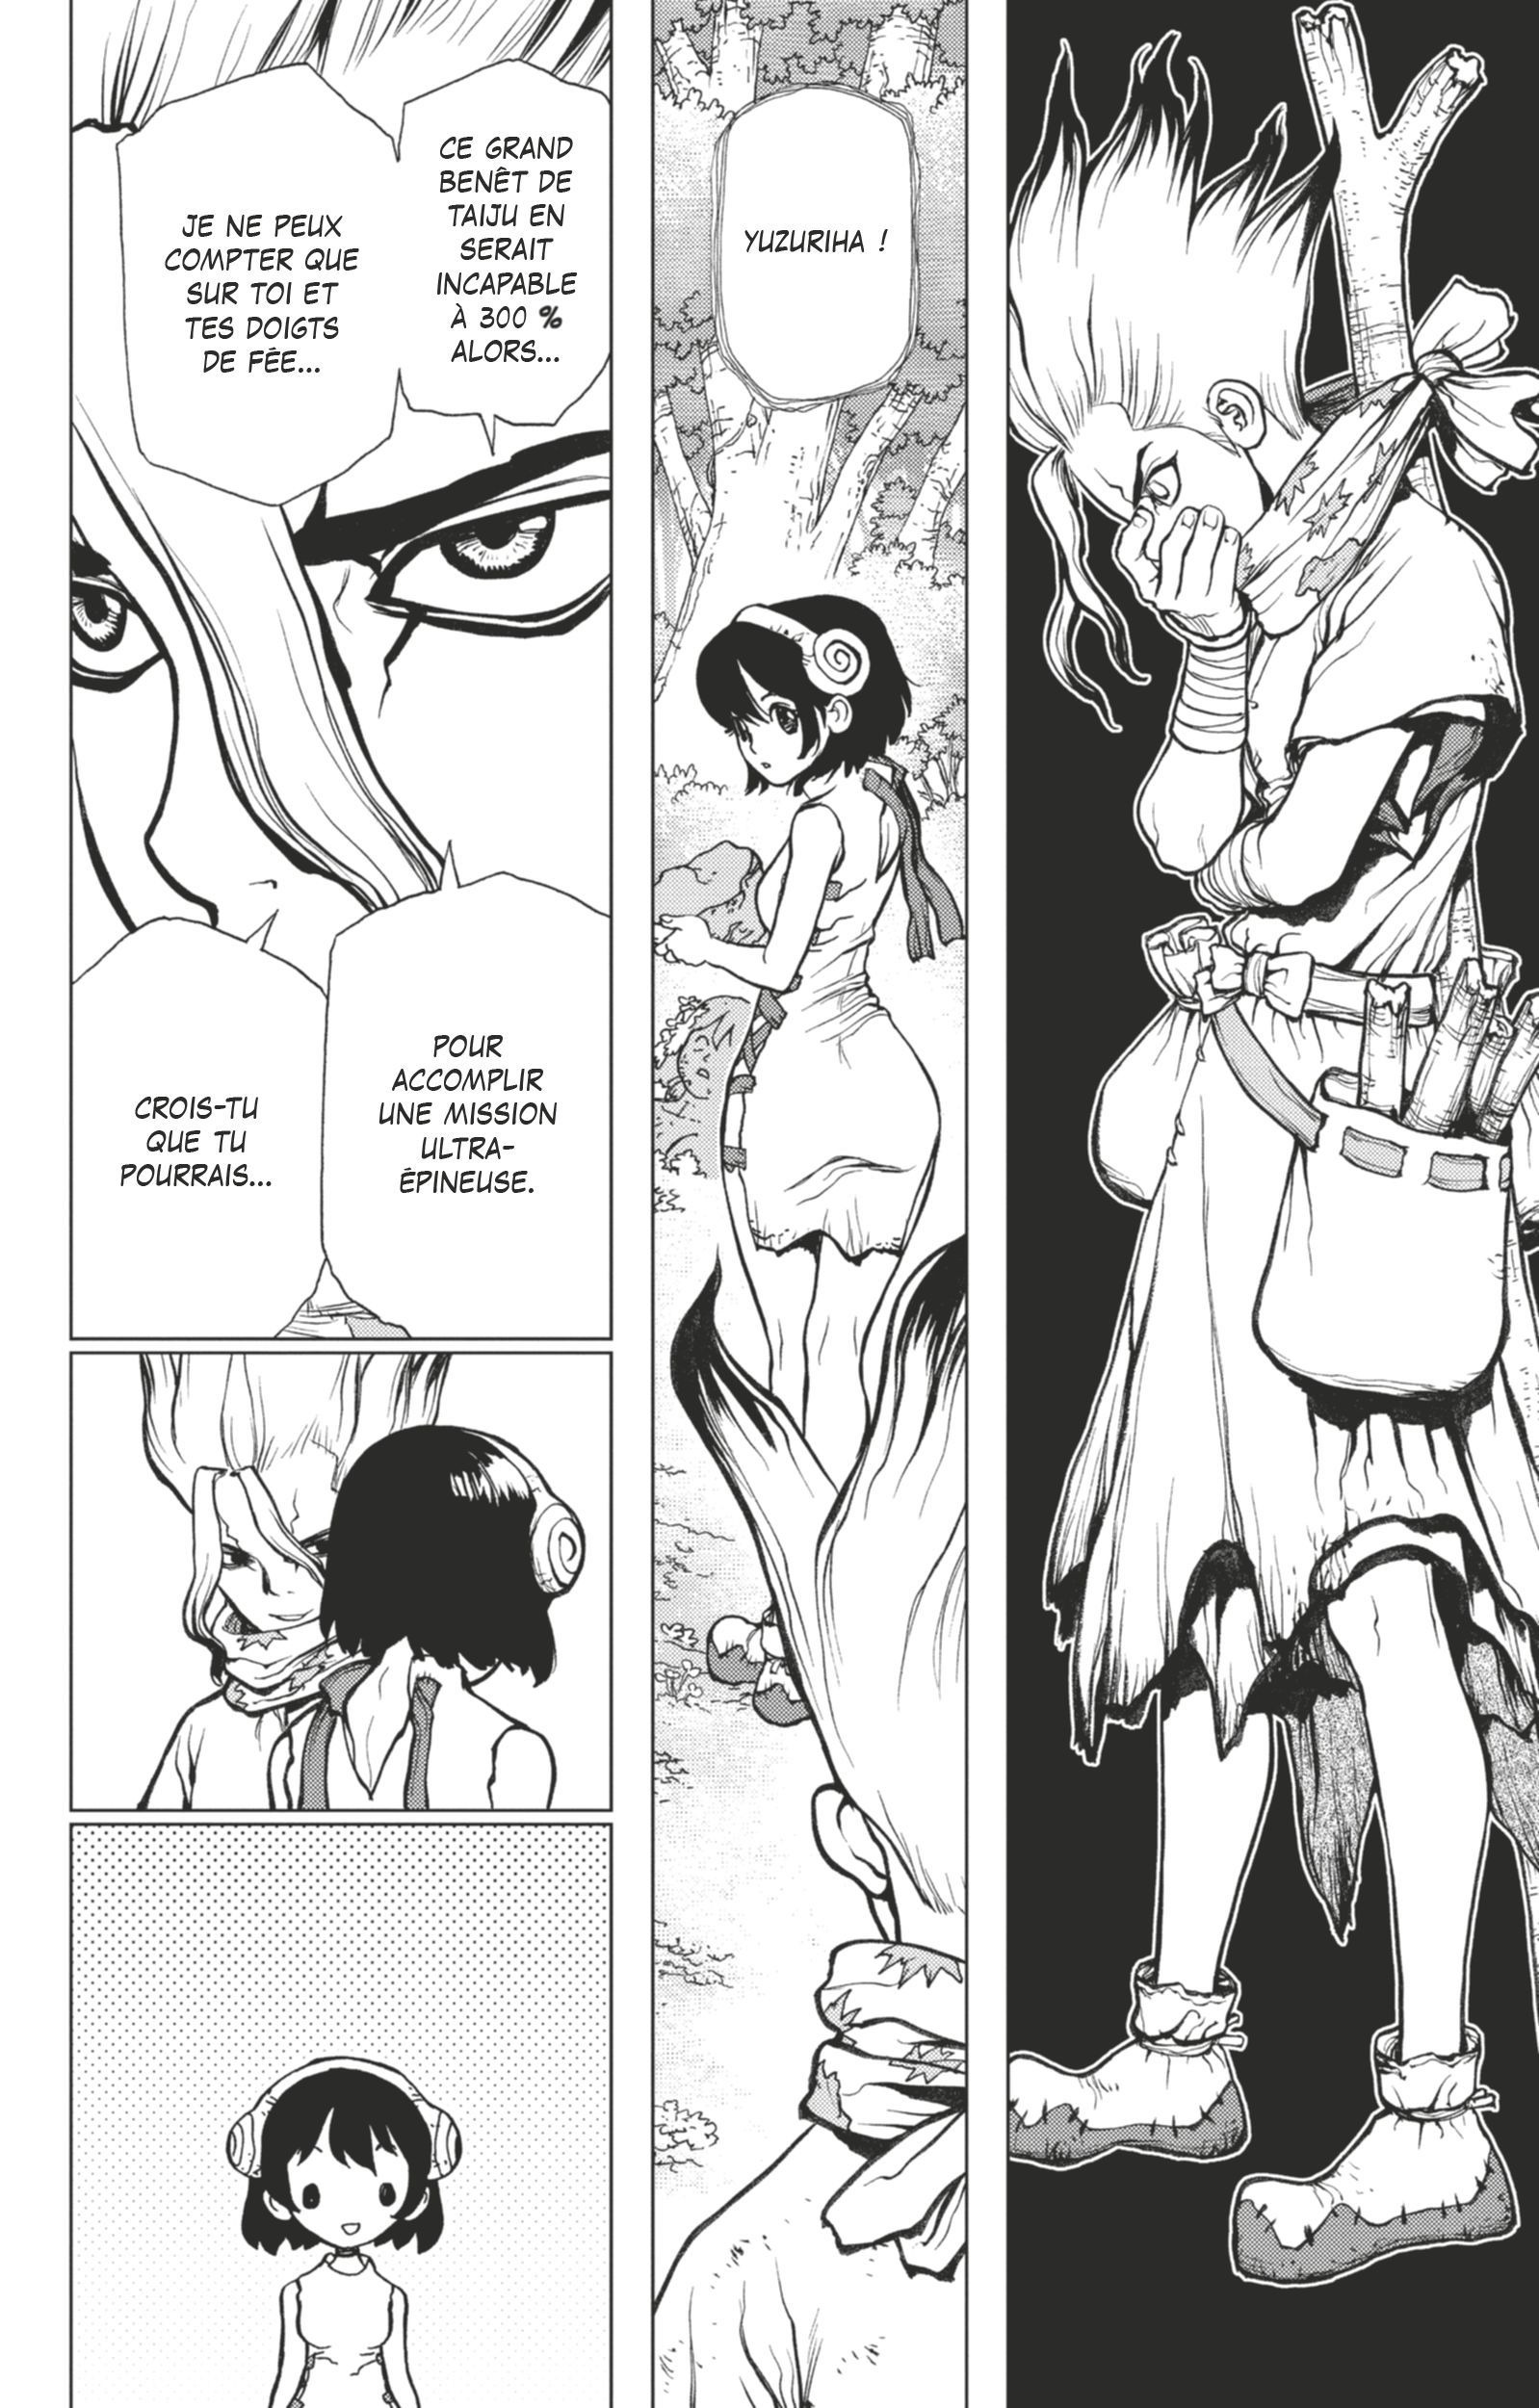 YUZURIHA !
CE GRAND
BENÊT DE
TAIJU EN
SERAIT
INCAPABLE
À 300 %
ALORS...
JE NE PEUX
COMPTER QUE
SUR TOI ET
TES DOIGTS
DE FÉE...
POUR
ACCOMPLIR
UNE MISSION
ULTRA-
ÉPINEUSE.
CROIS-TU
QUE TU
POURRAIS...